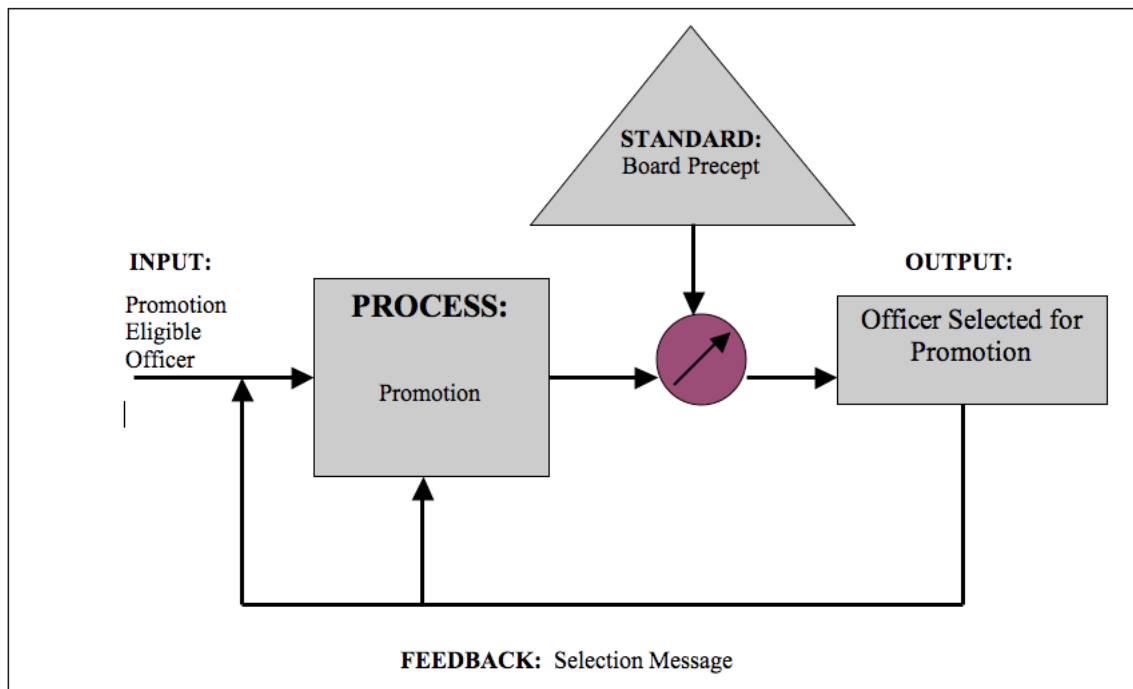 STANDARD:
Board Precept
INPUT:
Promotion
Eligible
Officer
PROCESS:
Promotion
OUTPUT:
Officer Selected for
Promotion
FEEDBACK: Selection Message